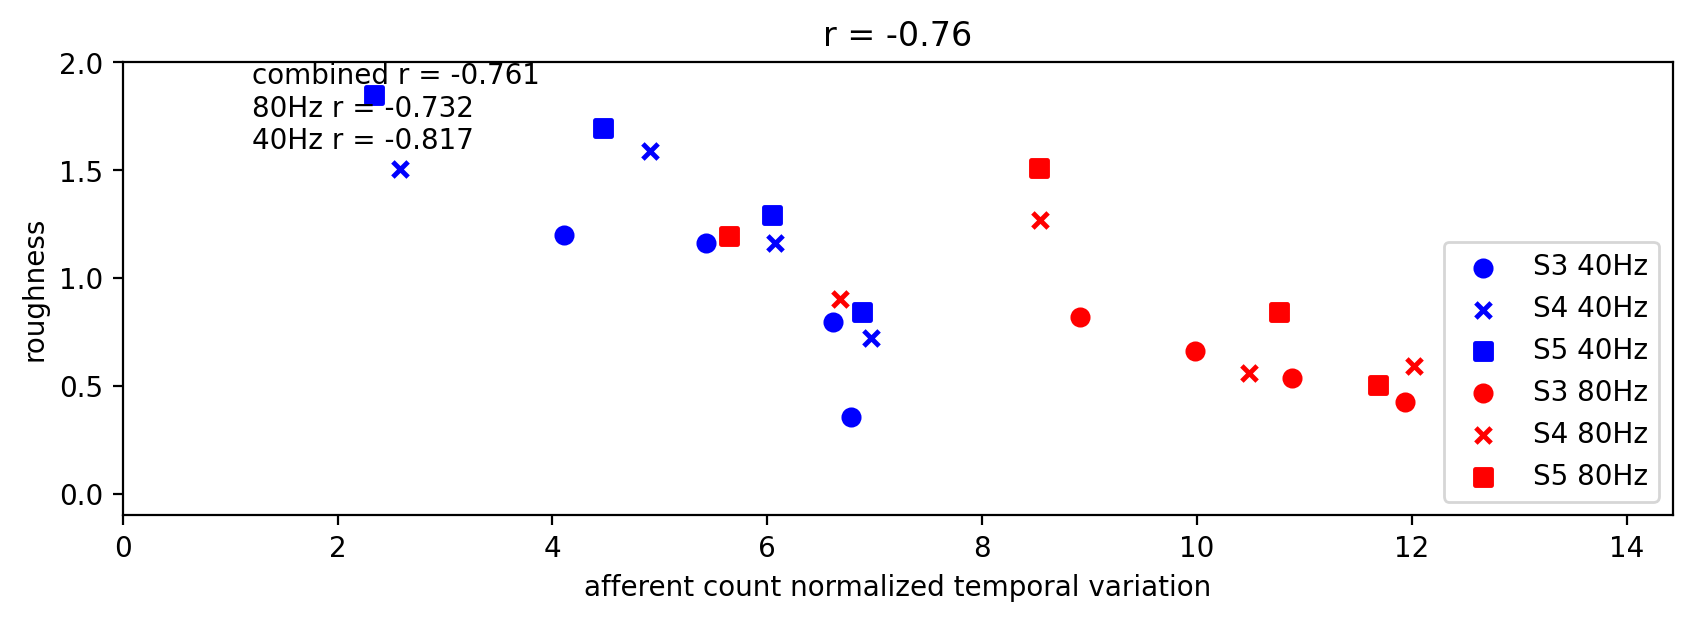 r = -0.76
combined r = -0.761
80Hz r = -0.732
40Hz r = -0.817
2.0
1.5
1.0
0.5
0.0
roughness
S3 40Hz
S4 40Hz
S5 40Hz
S3 80Hz
S4 80Hz
S5 80Hz
0 2 4 6 8 10 12 14
afferent count normalized temporal variation